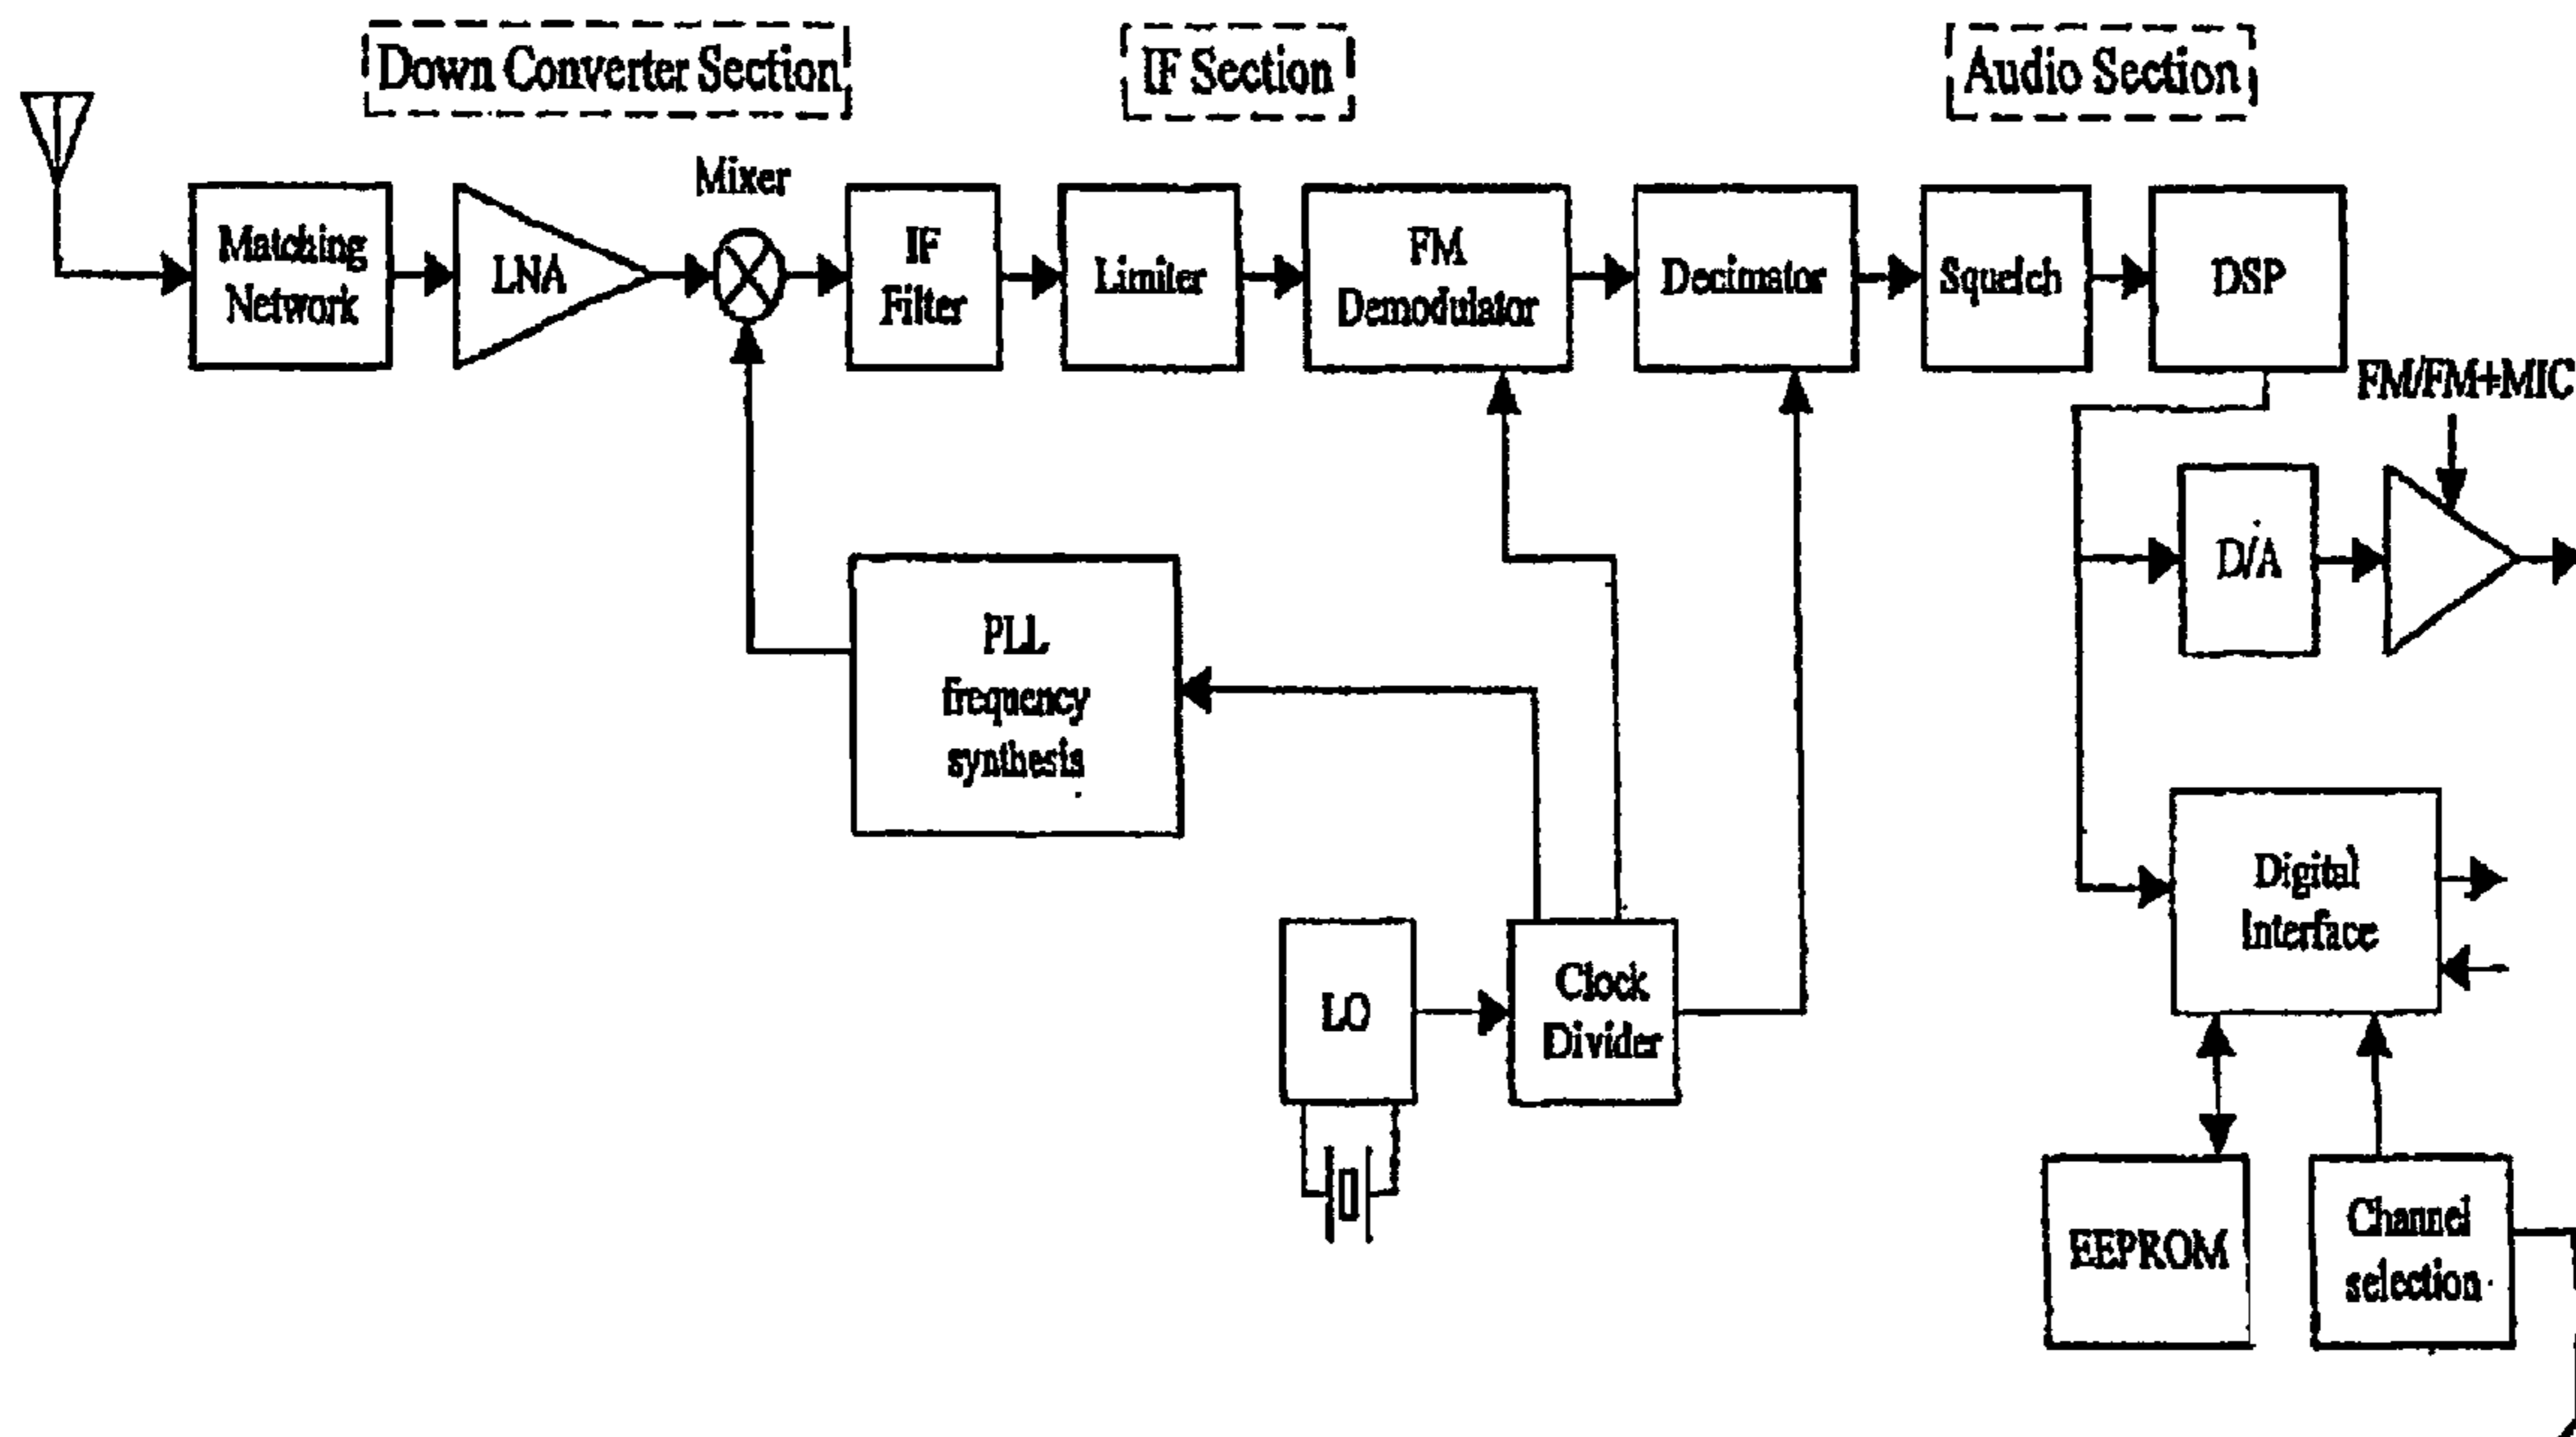 Down Converter Section
IF Section
Audio Section
Mixer
Matching
Network
LNA
IF
Filter
Limiter
FM
Demodulator
Decimator
Squelch
DSP
FM/FM+MIC
D/A
PLL
frequency
synthesis
Digital
Interface
LO
Clock
Divider
EEPROM
Channel
selection